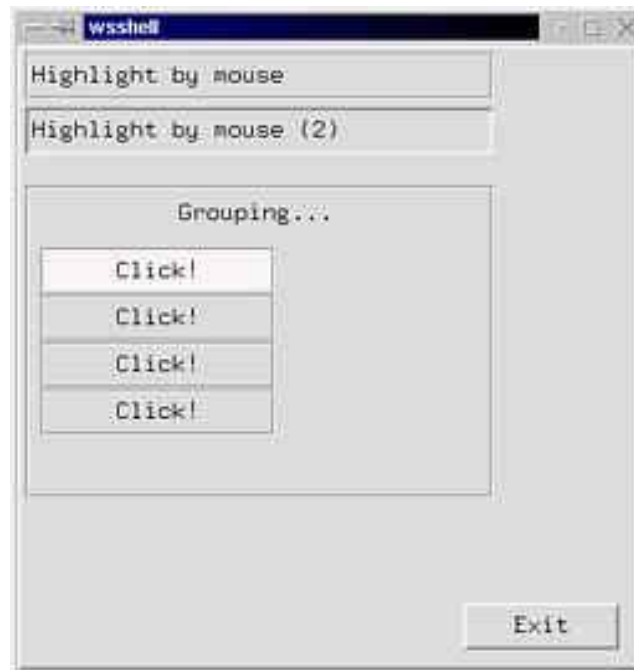 wsshell
Highlight by mouse
Highlight by mouse (2)
Grouping...
Click!
Click!
Click!
Click!
Exit